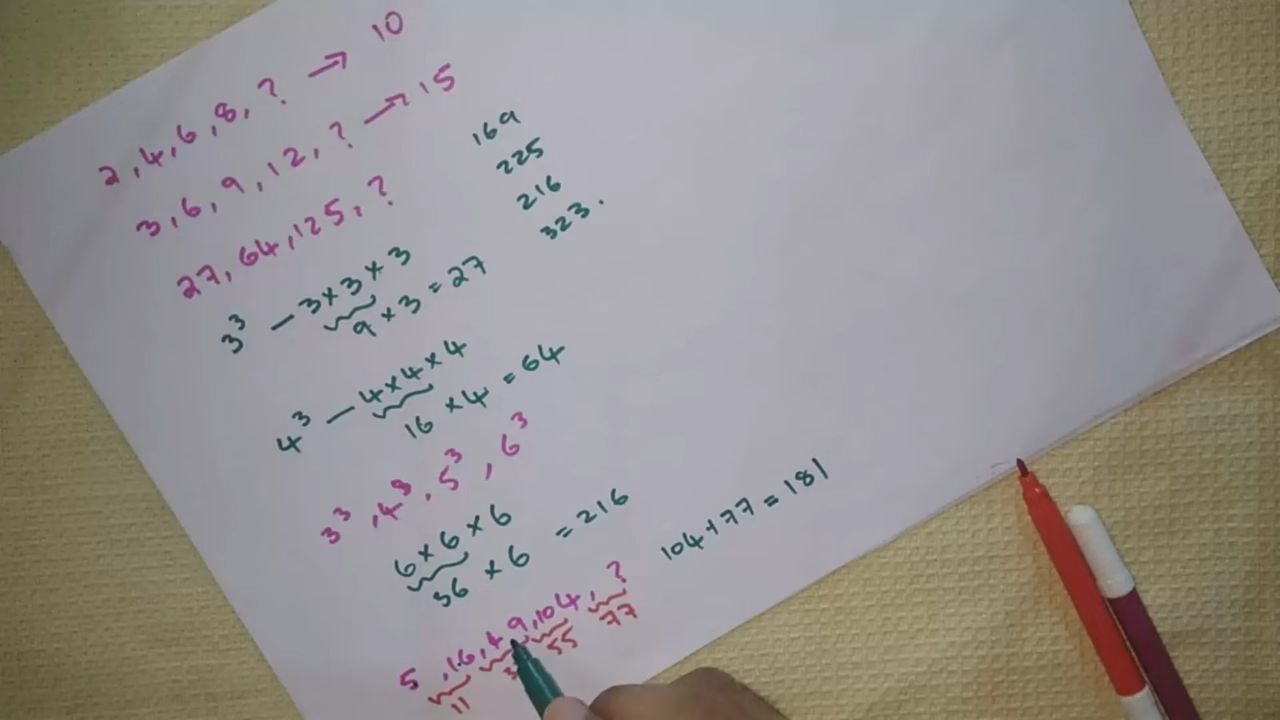 2, 4, 6, 8, ? → 10
3, 6, 9, 12, ? → 15
27, 64, 125, ?
169
225
216
323.
3³ — 3×3×3
9×3 = 27
4³ — 4×4×4
16×4 = 64
3³, 4³, 5³, 6³
6×6×6
36×6 = 216
5, 16, 49, 104, ?
11 55 77
104+77 = 181